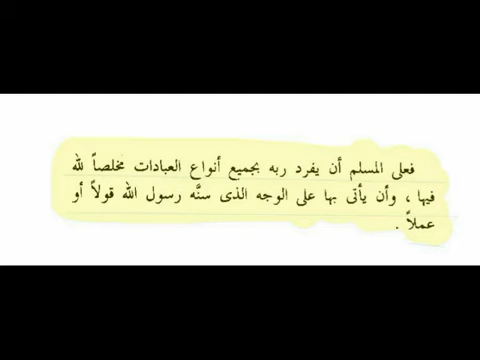 فعلى المسلم أن يفرد ربه بجميع أنواع العبادات مخلصاً لله
فيها ، وأن يأتى بها على الوجه الذى سنَّه رسول الله قولاً أو
عملاً .